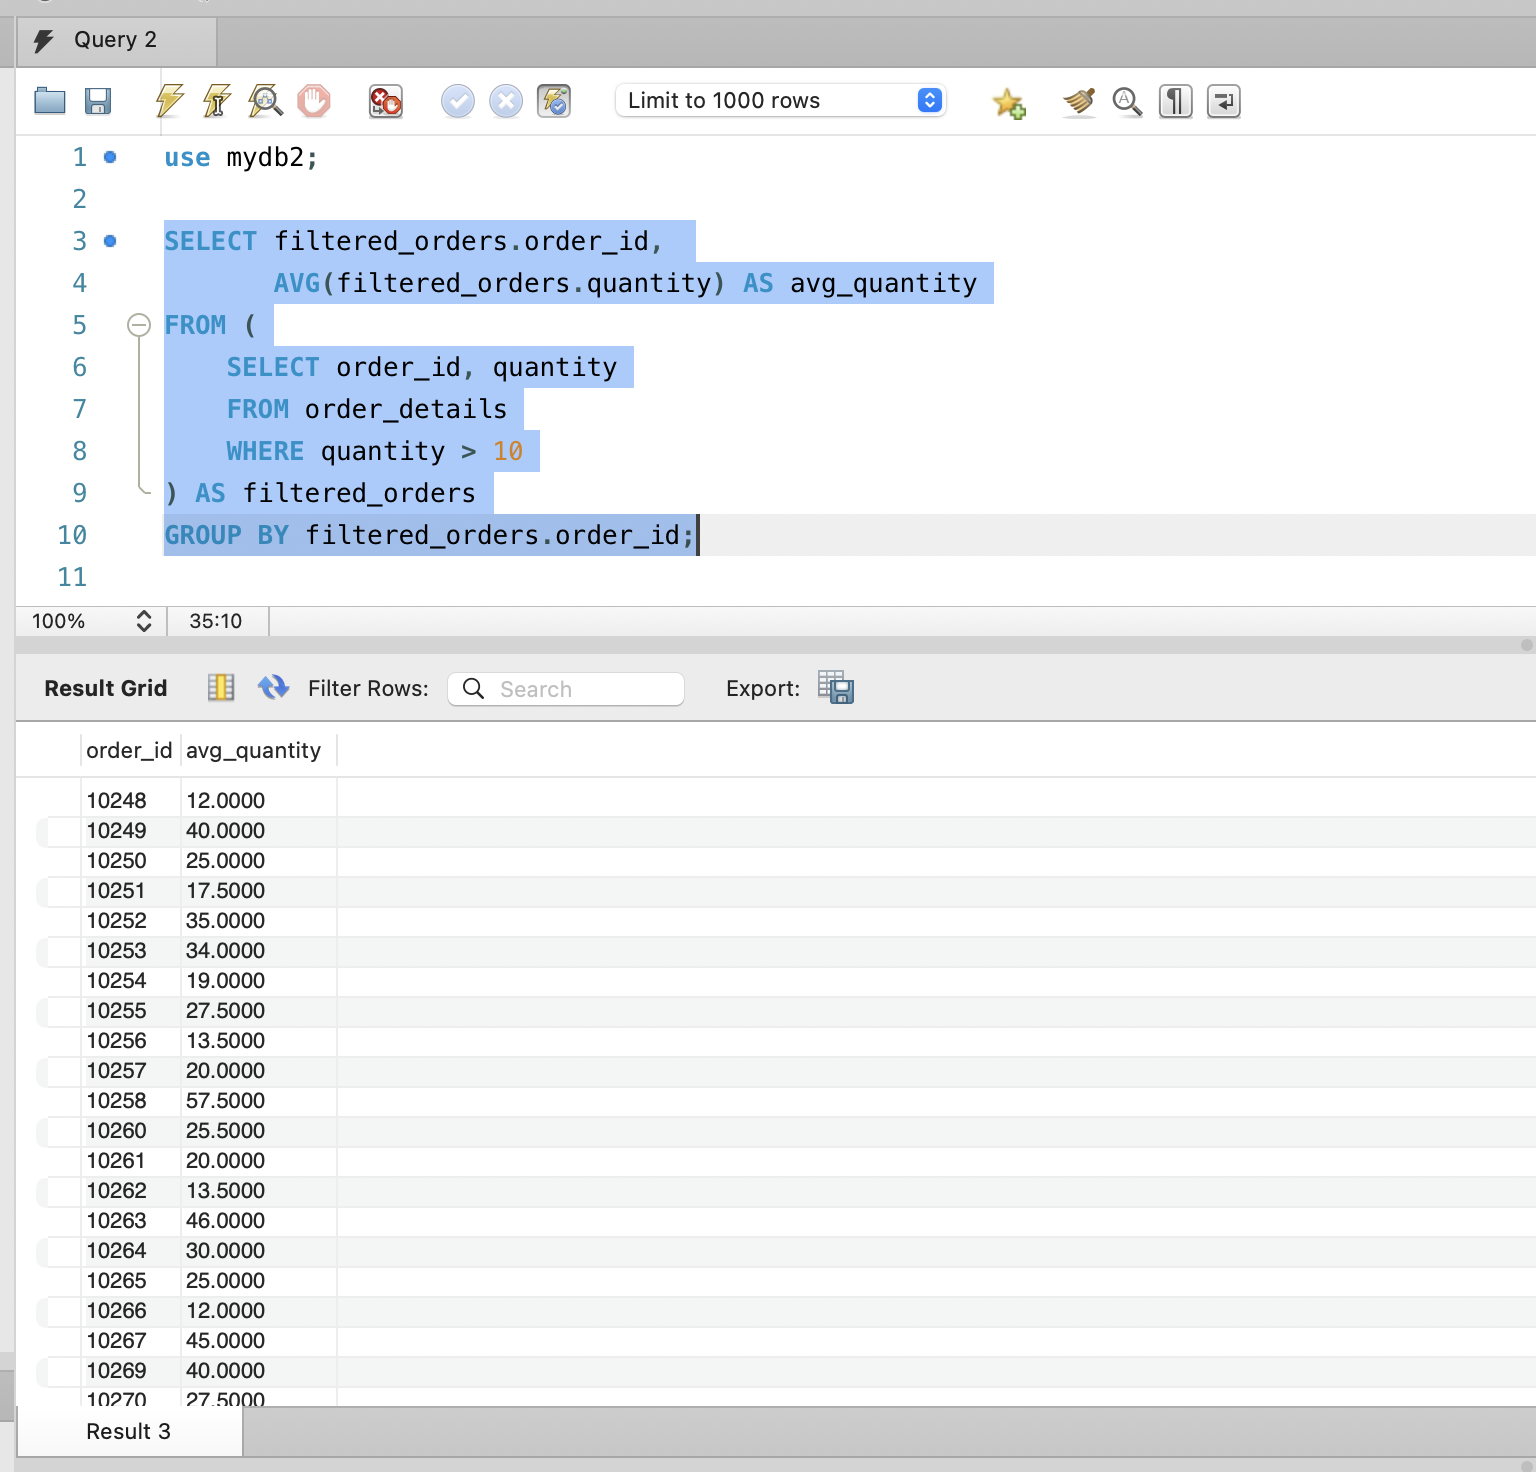 Query 2
Limit to 1000 rows
1 use mydb2;
2
3 SELECT filtered_orders.order_id,
4 AVG(filtered_orders.quantity) AS avg_quantity
5 FROM (
6 SELECT order_id, quantity
7 FROM order_details
8 WHERE quantity > 10
9 ) AS filtered_orders
10 GROUP BY filtered_orders.order_id;
11
100% 35:10
Result Grid Filter Rows: Search Export:
order_id avg_quantity
10248 12.0000
10249 40.0000
10250 25.0000
10251 17.5000
10252 35.0000
10253 34.0000
10254 19.0000
10255 27.5000
10256 13.5000
10257 20.0000
10258 57.5000
10260 25.5000
10261 20.0000
10262 13.5000
10263 46.0000
10264 30.0000
10265 25.0000
10266 12.0000
10267 45.0000
10269 40.0000
10270 27.5000
Result 3